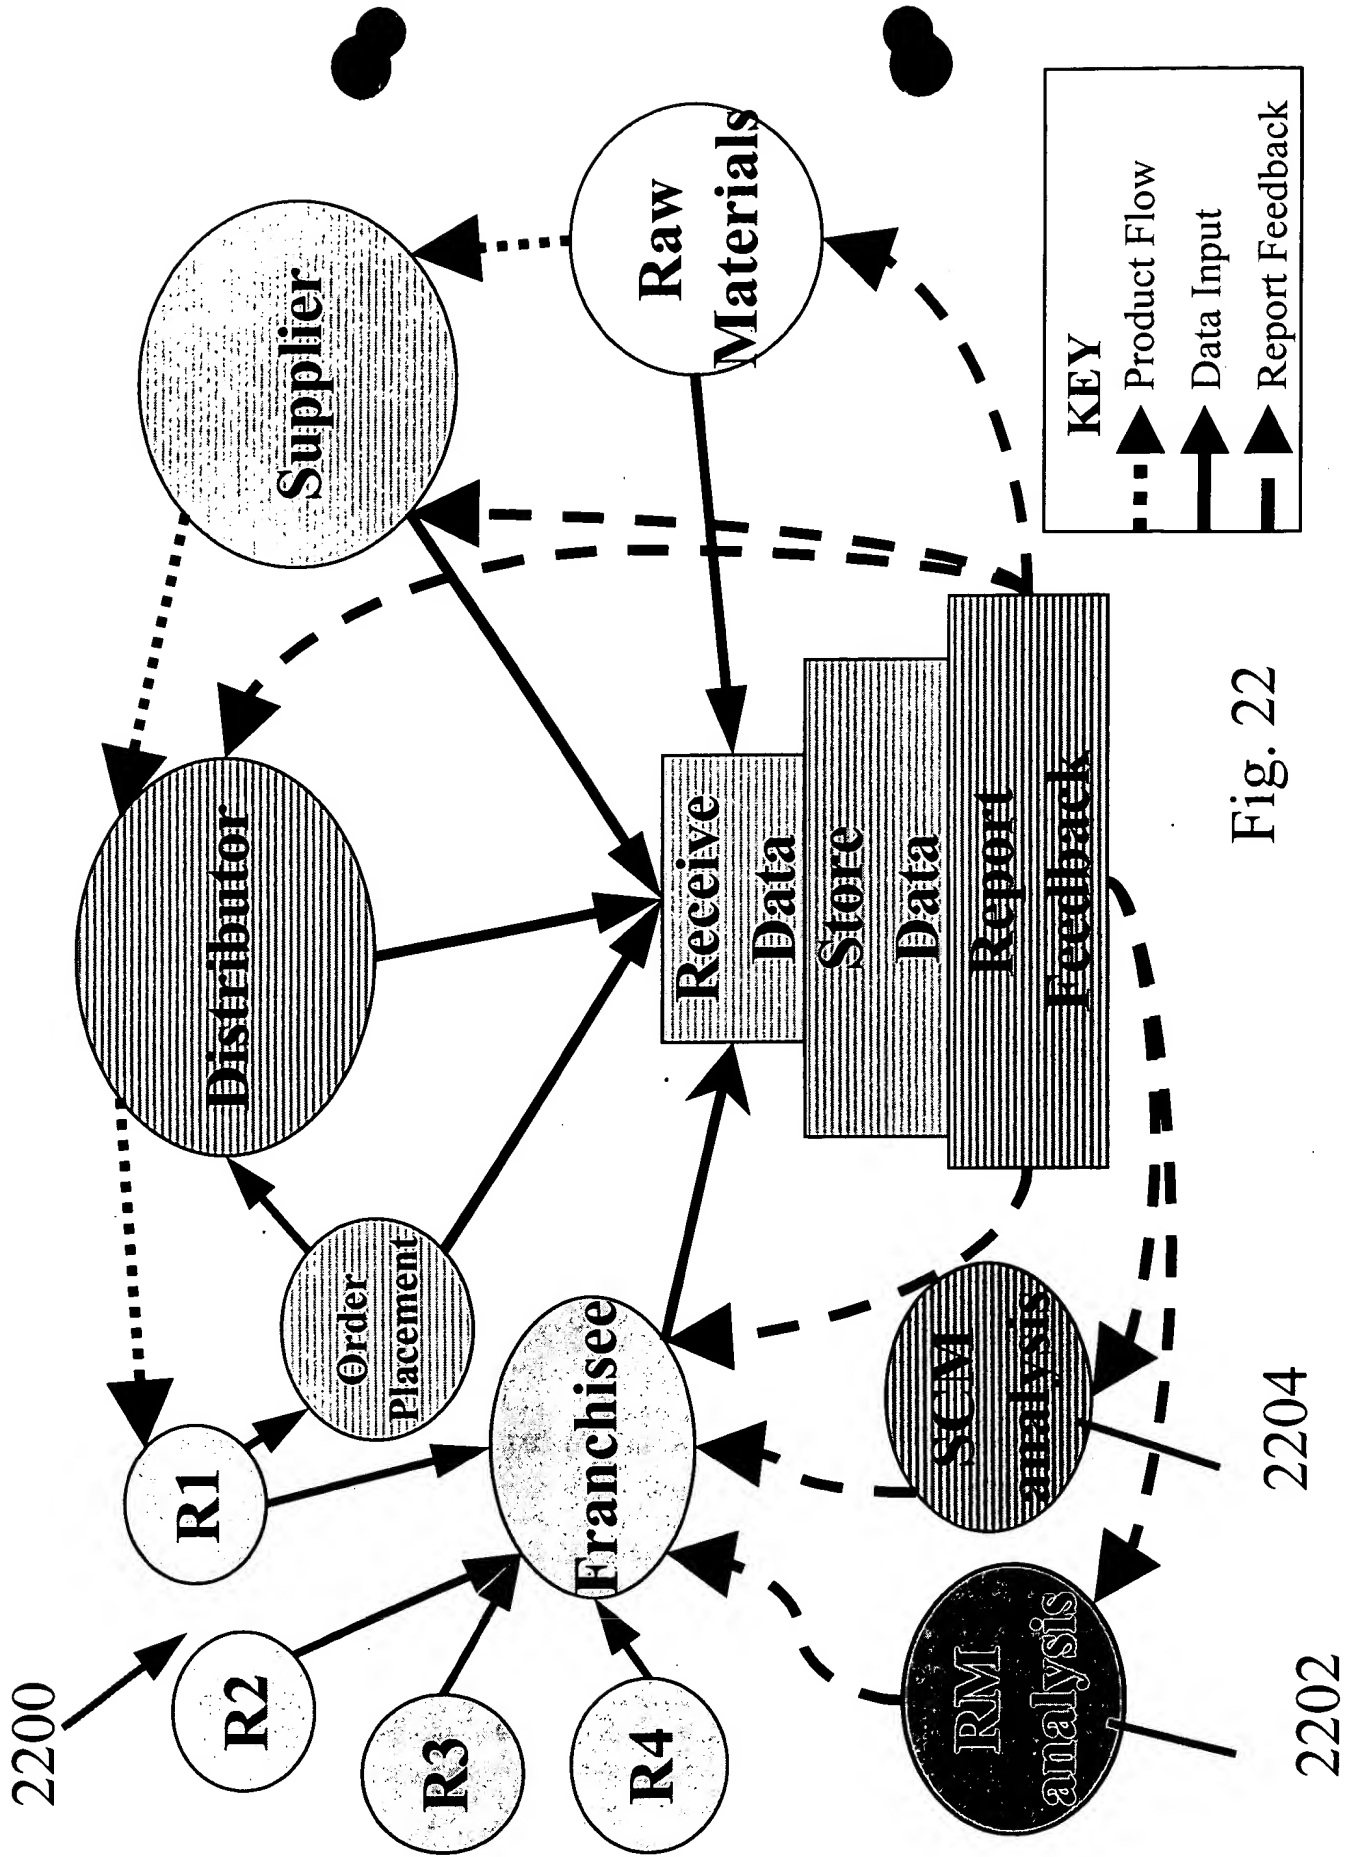 2200
R1
R2
R3
R4
Order
Placement
Distributor
Supplier
Franchisee
Raw
Materials
Receive
Data
Store
Data
Report
Feedback
RM
analysis
SCM
analysis
2202
2204
Fig. 22
KEY
Product Flow
Data Input
Report Feedback